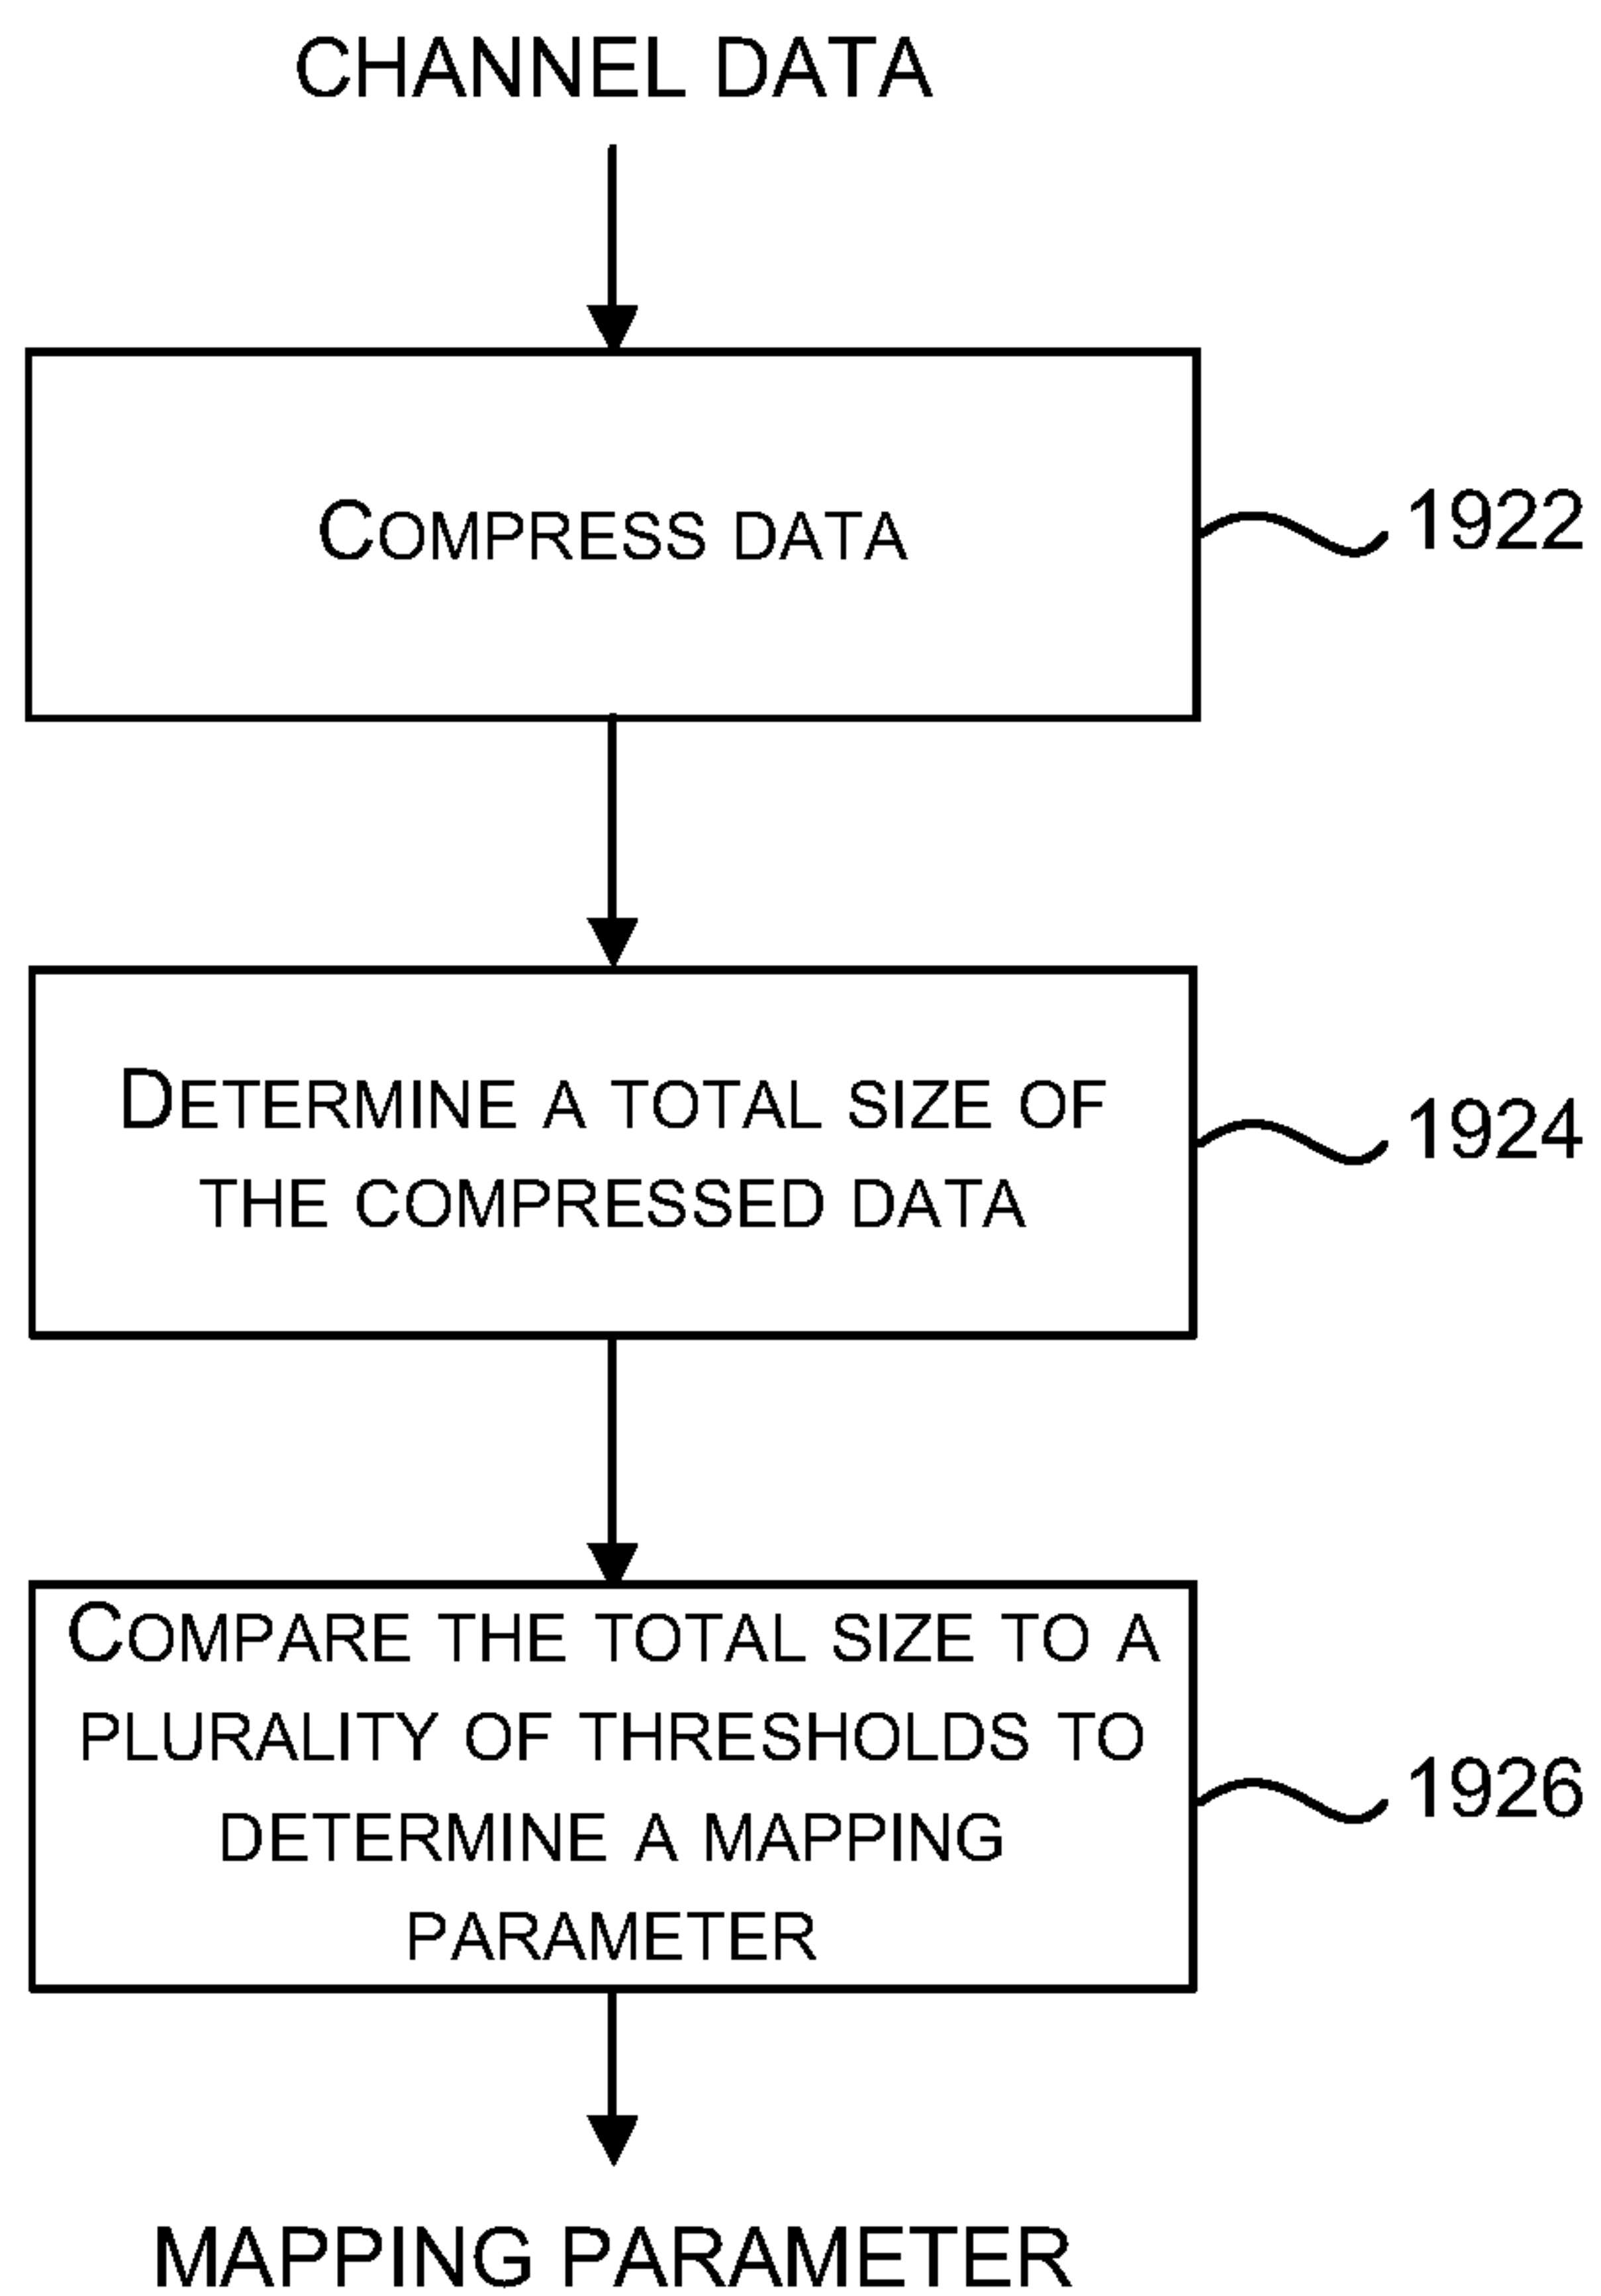 CHANNEL DATA
COMPRESS DATA
1922
DETERMINE A TOTAL SIZE OF
THE COMPRESSED DATA
1924
COMPARE THE TOTAL SIZE TO A
PLURALITY OF THRESHOLDS TO
DETERMINE A MAPPING
PARAMETER
1926
MAPPING PARAMETER